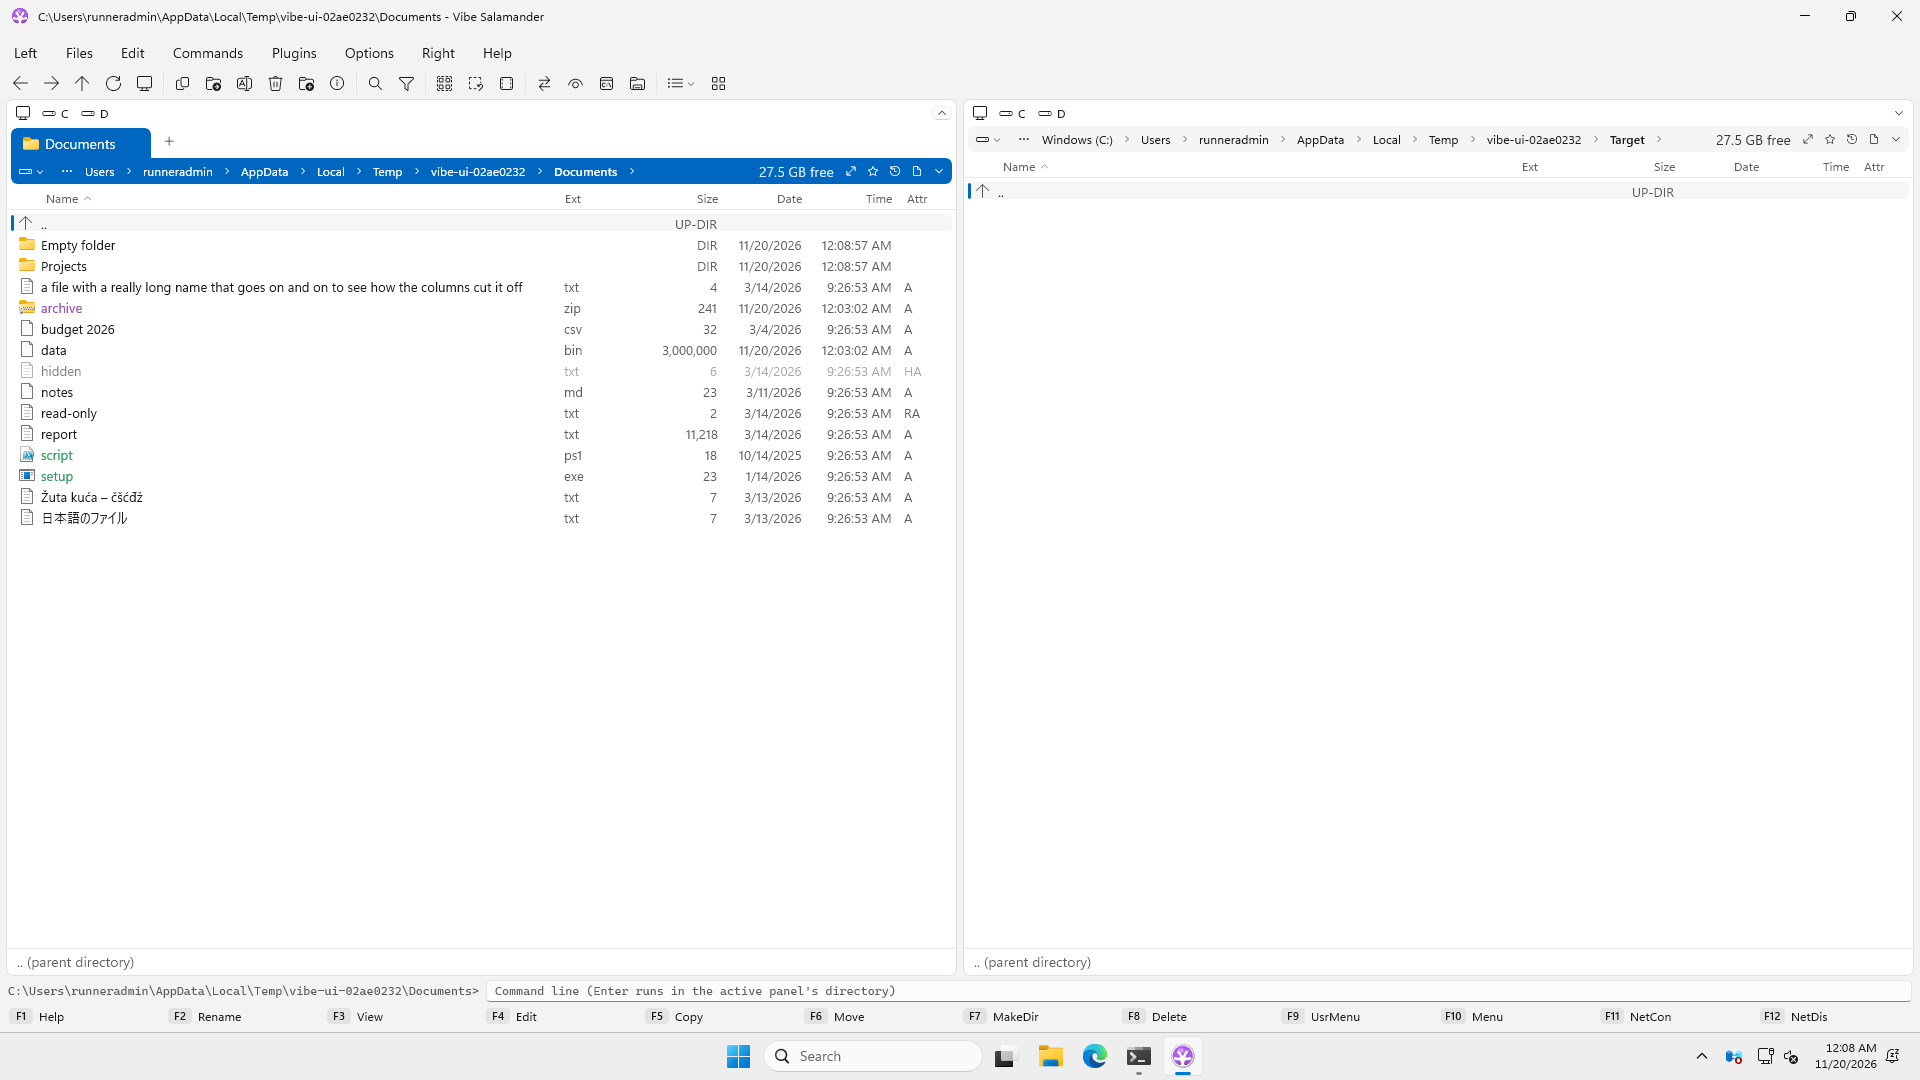 C:\Users\runneradmin\AppData\Local\Temp\vibe-ui-02ae0232\Documents - Vibe Salamander
Left Files Edit Commands Plugins Options Right Help
C D
Documents
Users runneradmin AppData Local Temp vibe-ui-02ae0232 Documents 27.5 GB free
Name Ext Size Date Time Attr
.. UP-DIR
Empty folder DIR 11/20/2026 12:08:57 AM
Projects DIR 11/20/2026 12:08:57 AM
a file with a really long name that goes on and on to see how the columns cut it off txt 4 3/14/2026 9:26:53 AM A
archive zip 241 11/20/2026 12:03:02 AM A
budget 2026 csv 32 3/4/2026 9:26:53 AM A
data bin 3,000,000 11/20/2026 12:03:02 AM A
hidden txt 6 3/14/2026 9:26:53 AM HA
notes md 23 3/11/2026 9:26:53 AM A
read-only txt 2 3/14/2026 9:26:53 AM RA
report txt 11,218 3/14/2026 9:26:53 AM A
script ps1 18 10/14/2025 9:26:53 AM A
setup exe 23 1/14/2026 9:26:53 AM A
Žuta kuća – čšćđž txt 7 3/13/2026 9:26:53 AM A
日本語のファイル txt 7 3/13/2026 9:26:53 AM A
.. (parent directory)
C D
Windows (C:) Users runneradmin AppData Local Temp vibe-ui-02ae0232 Target 27.5 GB free
Name Ext Size Date Time Attr
.. UP-DIR
.. (parent directory)
C:\Users\runneradmin\AppData\Local\Temp\vibe-ui-02ae0232\Documents> Command line (Enter runs in the active panel's directory)
F1 Help F2 Rename F3 View F4 Edit F5 Copy F6 Move F7 MakeDir F8 Delete F9 UsrMenu F10 Menu F11 NetCon F12 NetDis
Search
12:08 AM
11/20/2026